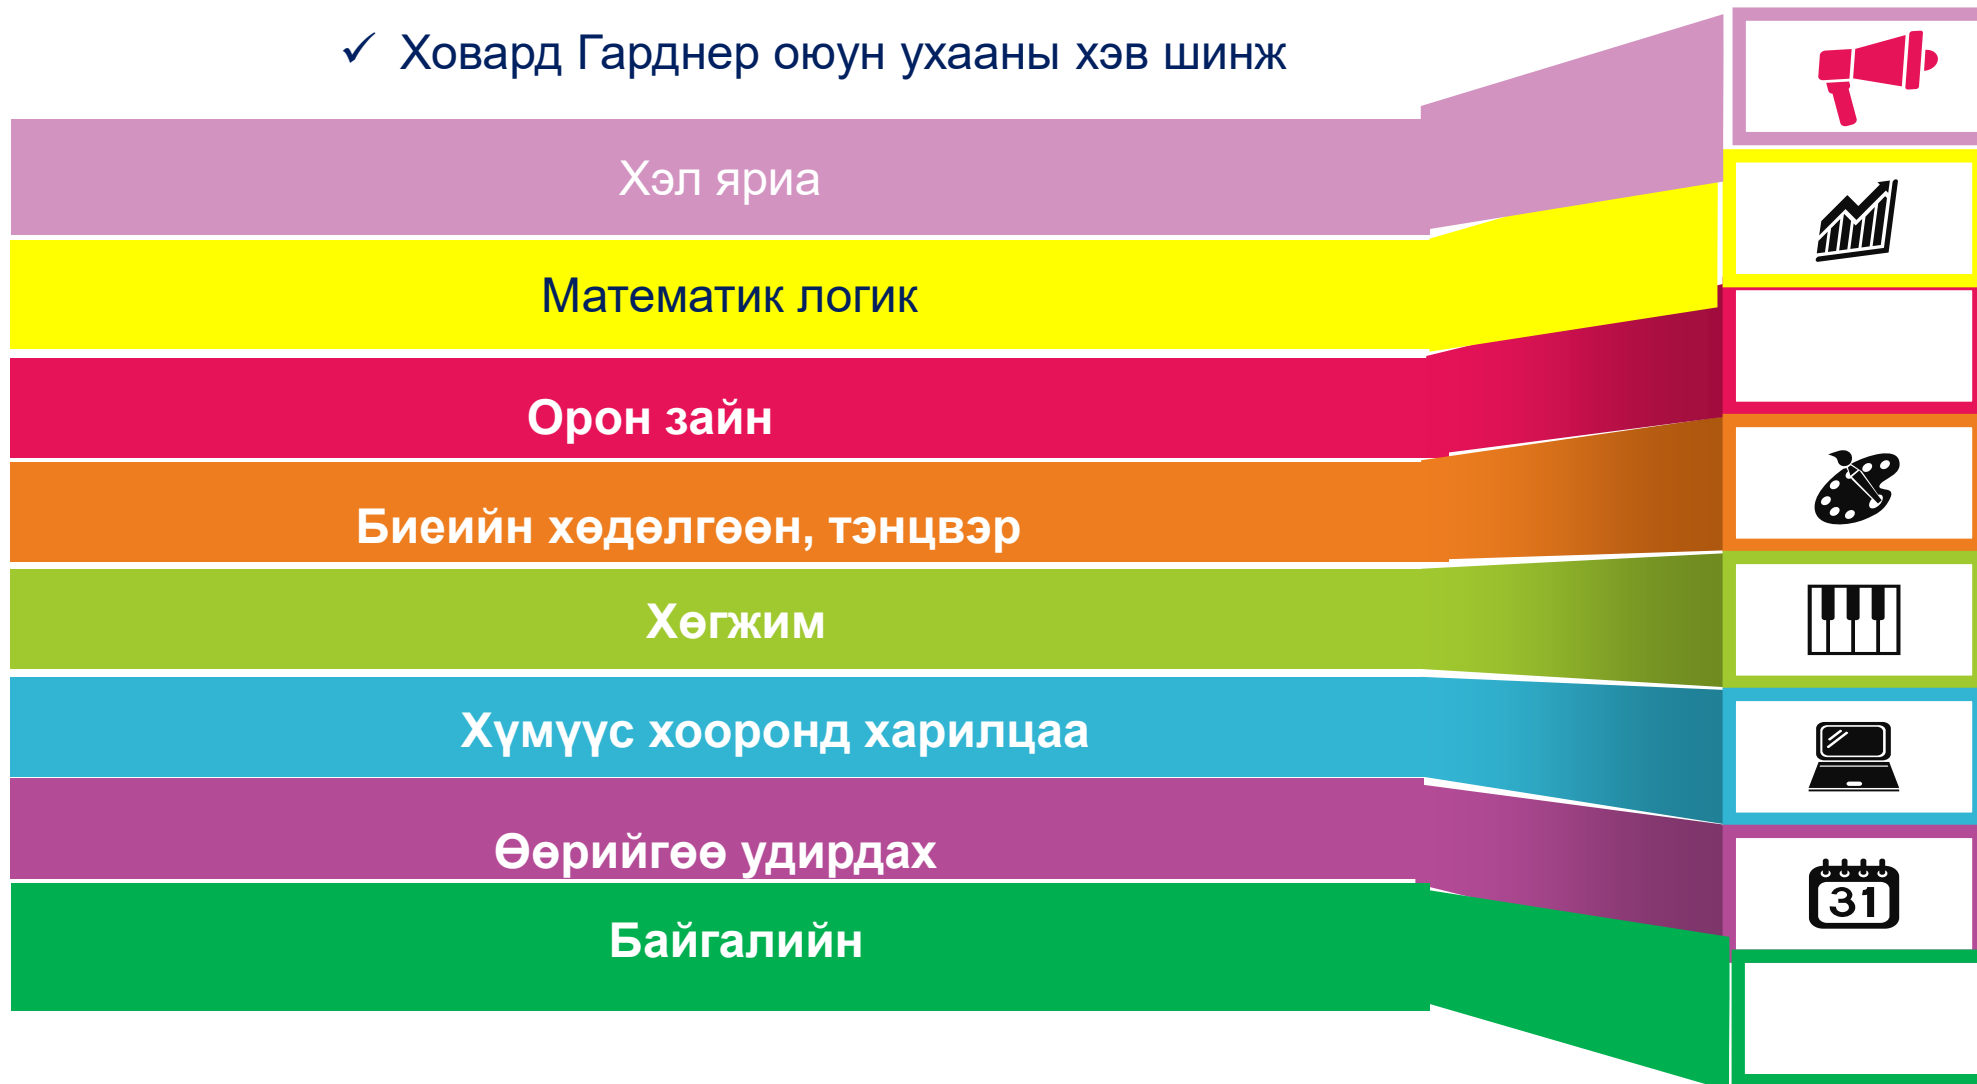 ✓ Ховард Гарднер оюун ухааны хэв шинж
Хэл яриа
Математик логик
Орон зайн
Биеийн хөдөлгөөн, тэнцвэр
Хөгжим
Хүмүүс хооронд харилцаа
Өөрийгөө удирдах
31
Байгалийн